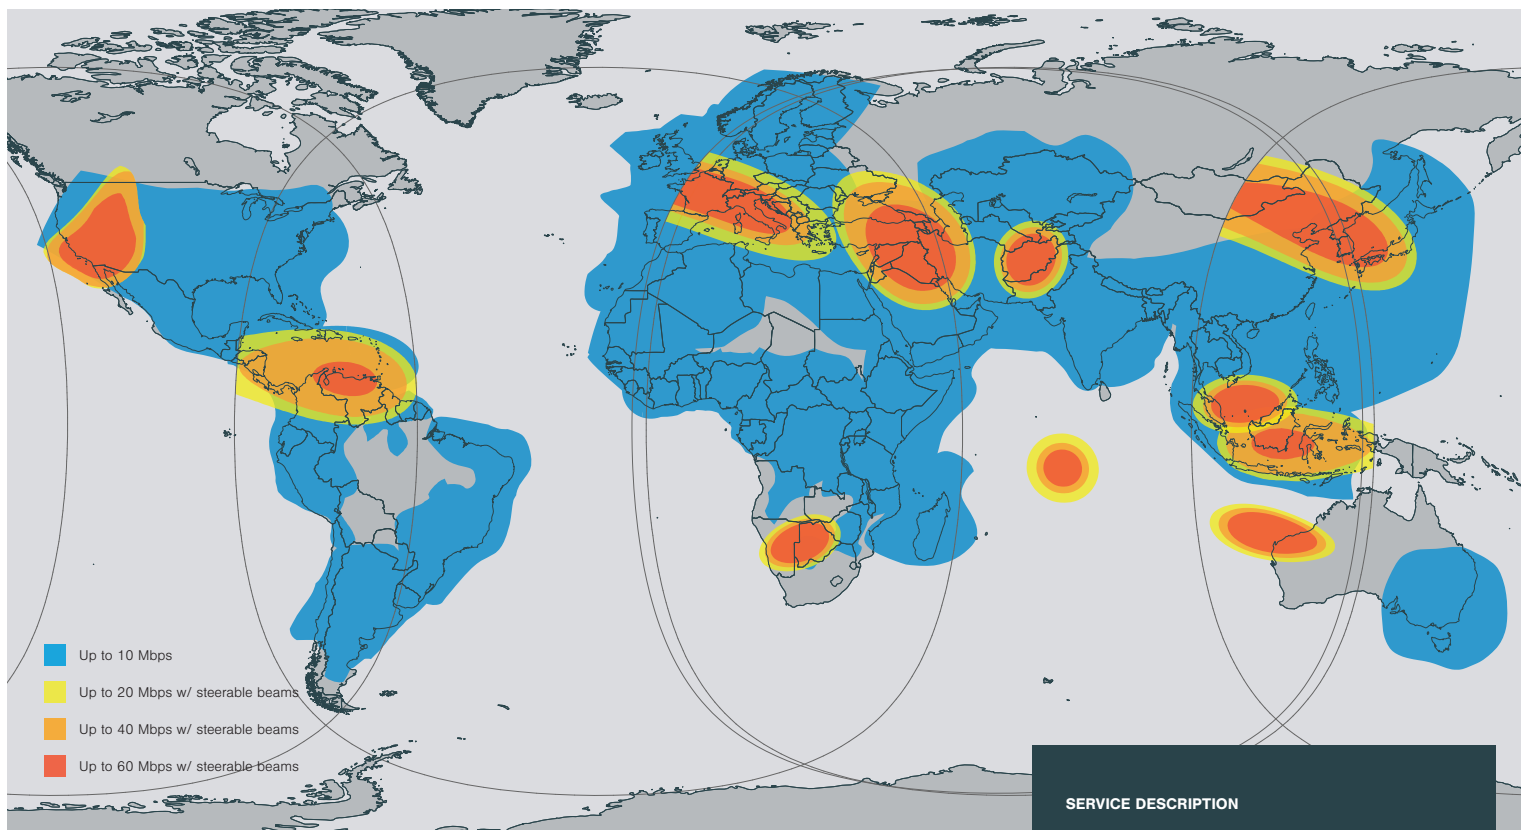 Up to 10 Mbps
Up to 20 Mbps w/ steerable beams
Up to 40 Mbps w/ steerable beams
Up to 60 Mbps w/ steerable beams
SERVICE DESCRIPTION